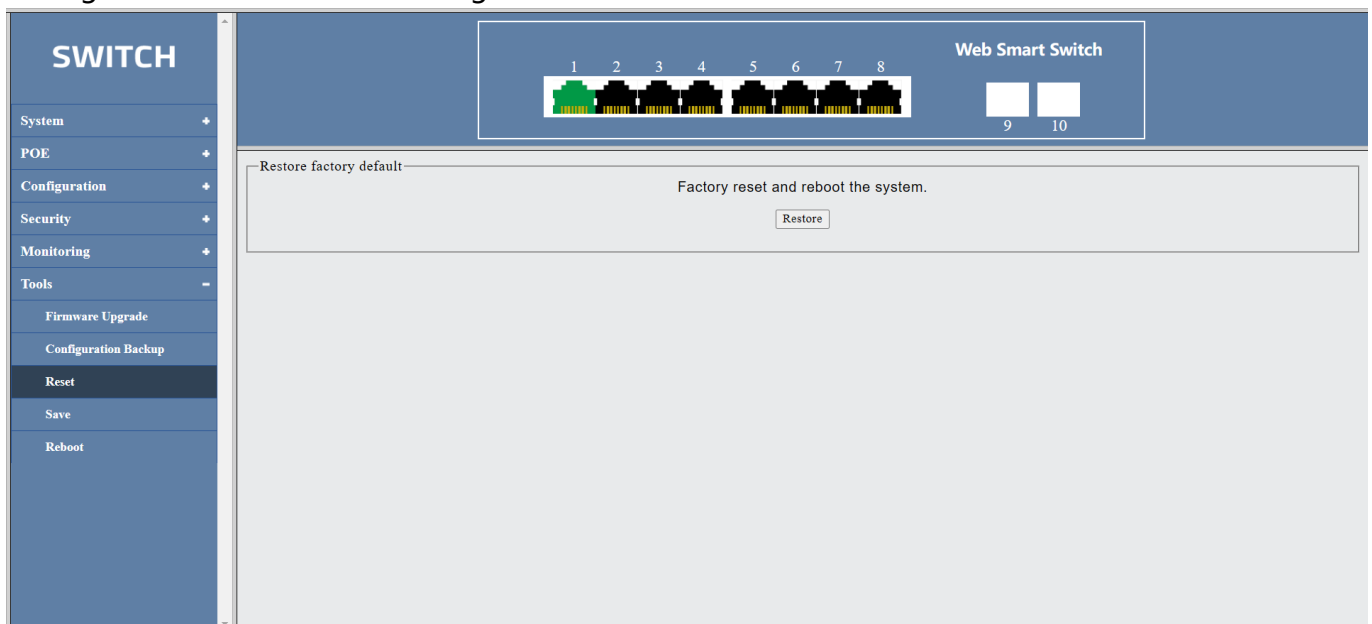 SWITCH
System
POE
Configuration
Security
Monitoring
Tools
Firmware Upgrade
Configuration Backup
Reset
Save
Reboot
1 2 3 4 5 6 7 8
Web Smart Switch
9 10
Restore factory default
Factory reset and reboot the system.
Restore